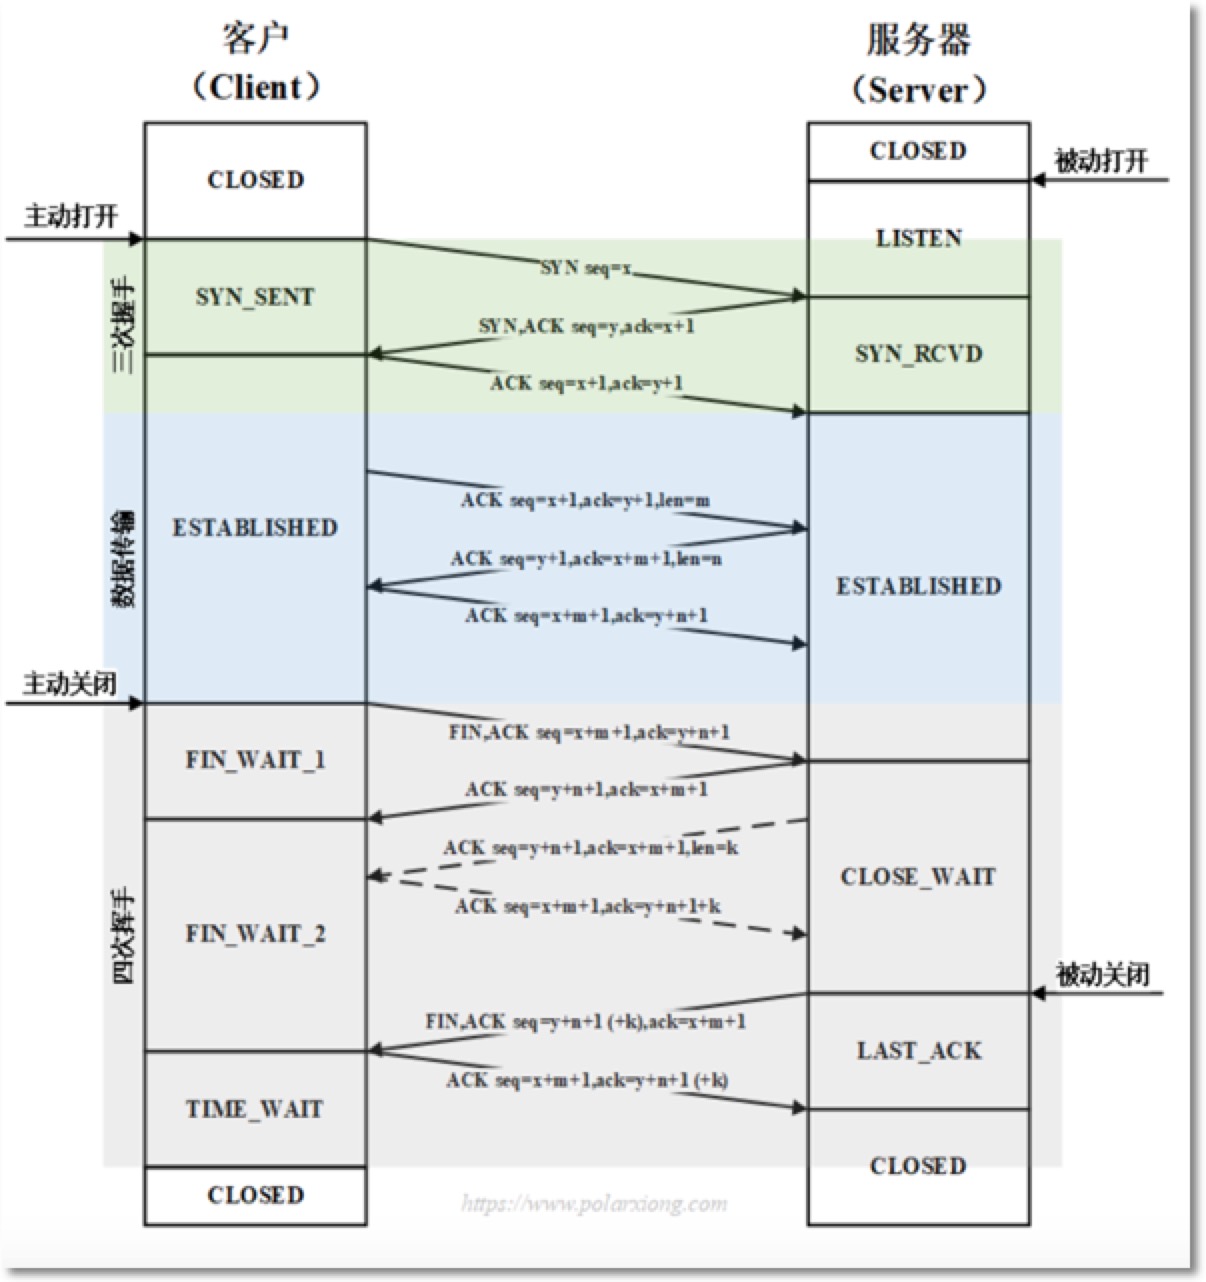 客户
（Client）
服务器
（Server）
CLOSED
CLOSED
被动打开
主动打开
LISTEN
三次握手
SYN seq=x
SYN_SENT
SYN,ACK seq=y,ack=x+1
SYN_RCVD
ACK seq=x+1,ack=y+1
数据传输
ACK seq=x+1,ack=y+1,len=m
ESTABLISHED
ACK seq=y+1,ack=x+m+1,len=n
ESTABLISHED
ACK seq=x+m+1,ack=y+n+1
主动关闭
四次挥手
FIN,ACK seq=x+m+1,ack=y+n+1
FIN_WAIT_1
ACK seq=y+n+1,ack=x+m+1
ACK seq=y+n+1,ack=x+m+1,len=k
CLOSE_WAIT
ACK seq=x+m+1,ack=y+n+1+k
FIN_WAIT_2
被动关闭
FIN,ACK seq=y+n+1 (+k),ack=x+m+1
LAST_ACK
ACK seq=x+m+1,ack=y+n+1 (+k)
TIME_WAIT
CLOSED
CLOSED
https://www.polarxiong.com